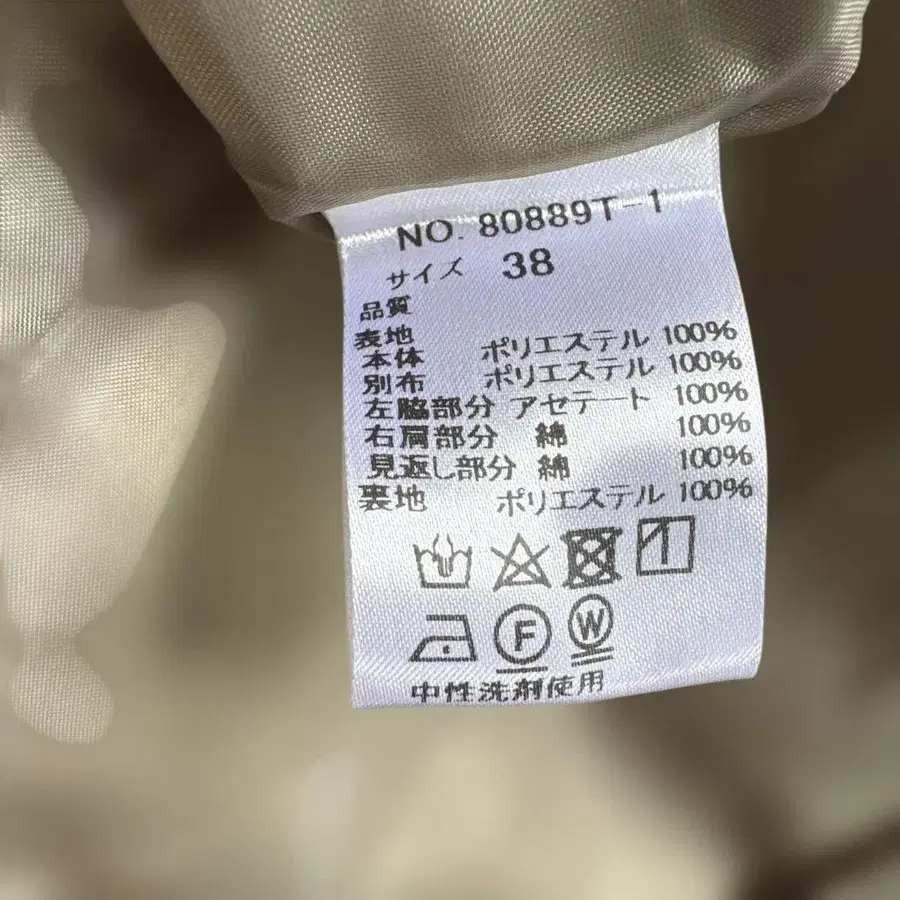 NO. 80889T-1
サイズ 38
品質
表地
本体 ポリエステル 100%
別布 ポリエステル 100%
左脇部分 アセテート 100%
右肩部分 綿 100%
見返し部分 綿 100%
裏地 ポリエステル 100%
F W
中性洗剤使用